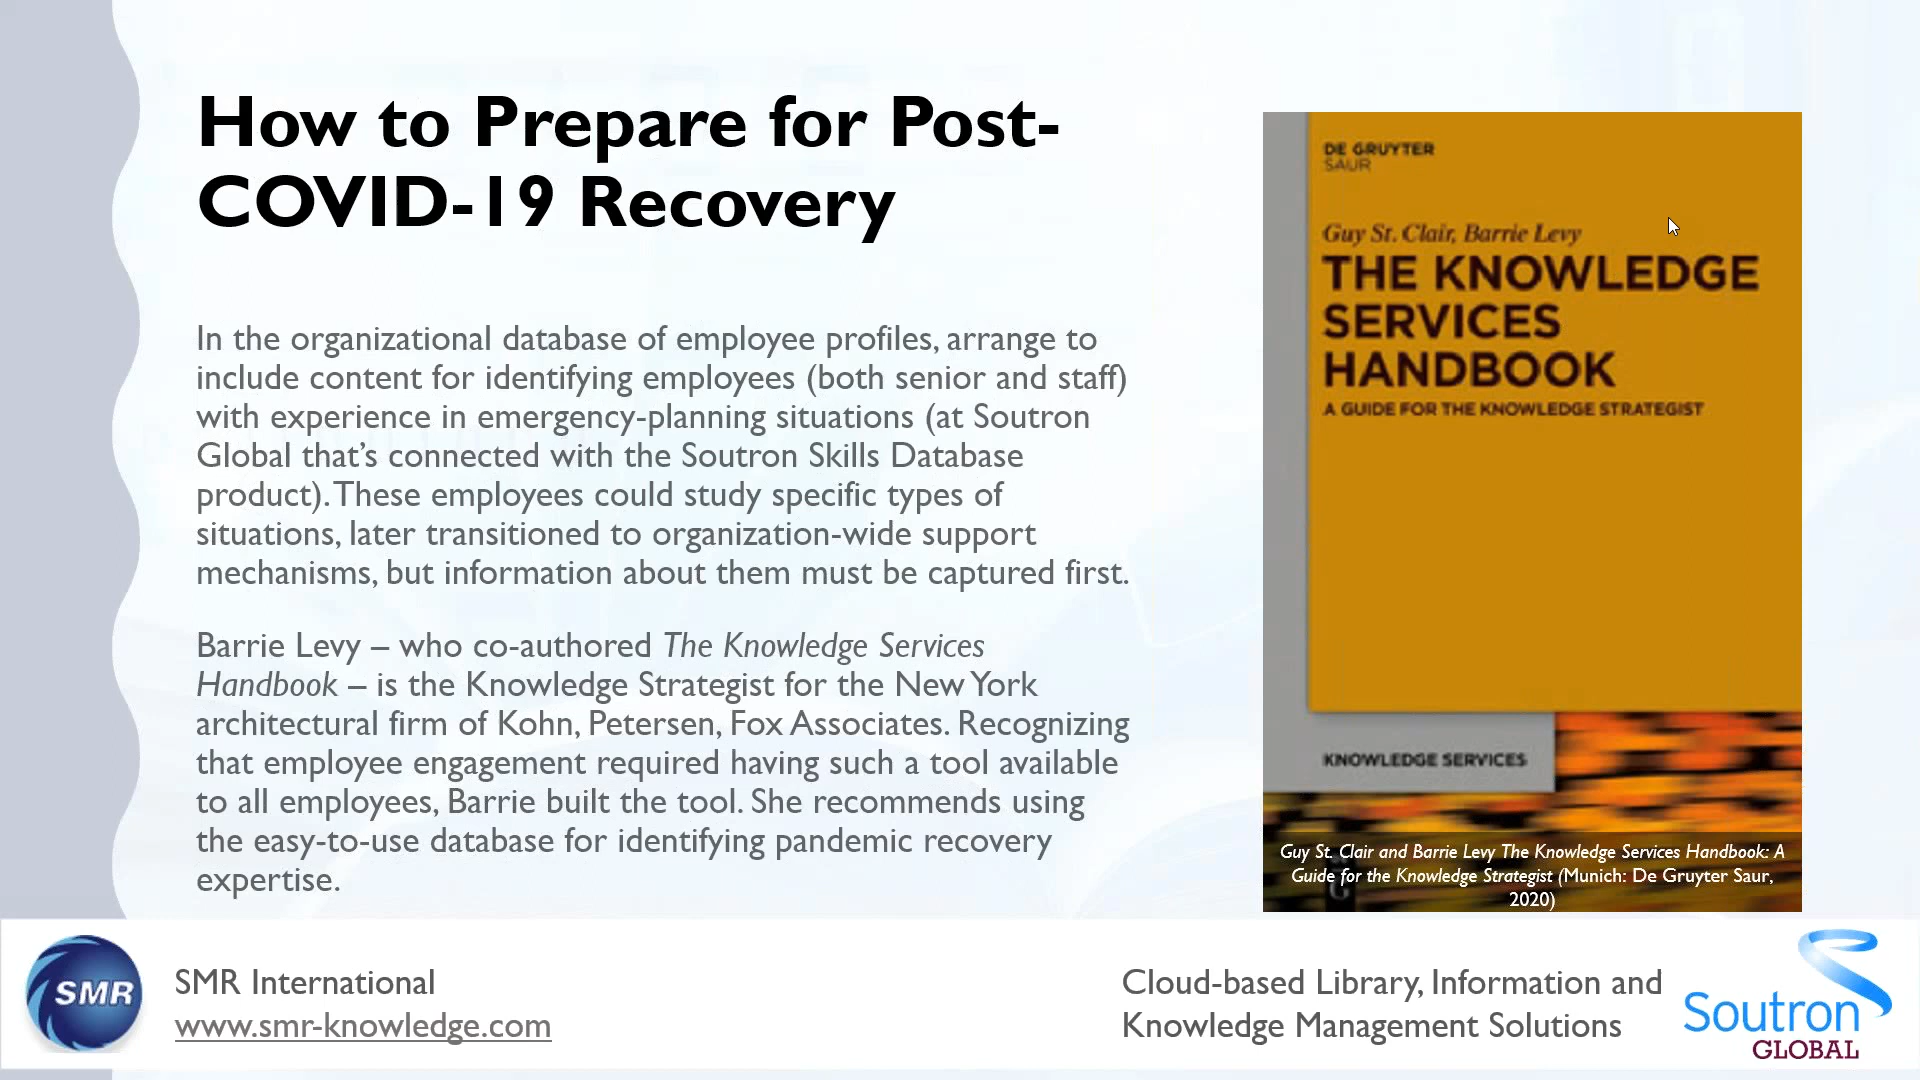 How to Prepare for Post-
COVID-19 Recovery
In the organizational database of employee profiles, arrange to
include content for identifying employees (both senior and staff)
with experience in emergency-planning situations (at Soutron
Global that’s connected with the Soutron Skills Database
product). These employees could study specific types of
situations, later transitioned to organization-wide support
mechanisms, but information about them must be captured first.
Barrie Levy – who co-authored The Knowledge Services
Handbook – is the Knowledge Strategist for the New York
architectural firm of Kohn, Petersen, Fox Associates. Recognizing
that employee engagement required having such a tool available
to all employees, Barrie built the tool. She recommends using
the easy-to-use database for identifying pandemic recovery
expertise.
DE GRUYTER
SAUR
Guy St. Clair, Barrie Levy
THE KNOWLEDGE
SERVICES
HANDBOOK
A GUIDE FOR THE KNOWLEDGE STRATEGIST
KNOWLEDGE SERVICES
Guy St. Clair and Barrie Levy The Knowledge Services Handbook: A
Guide for the Knowledge Strategist (Munich: De Gruyter Saur,
2020)
SMR
SMR International
www.smr-knowledge.com
Cloud-based Library, Information and
Knowledge Management Solutions
Soutron
GLOBAL